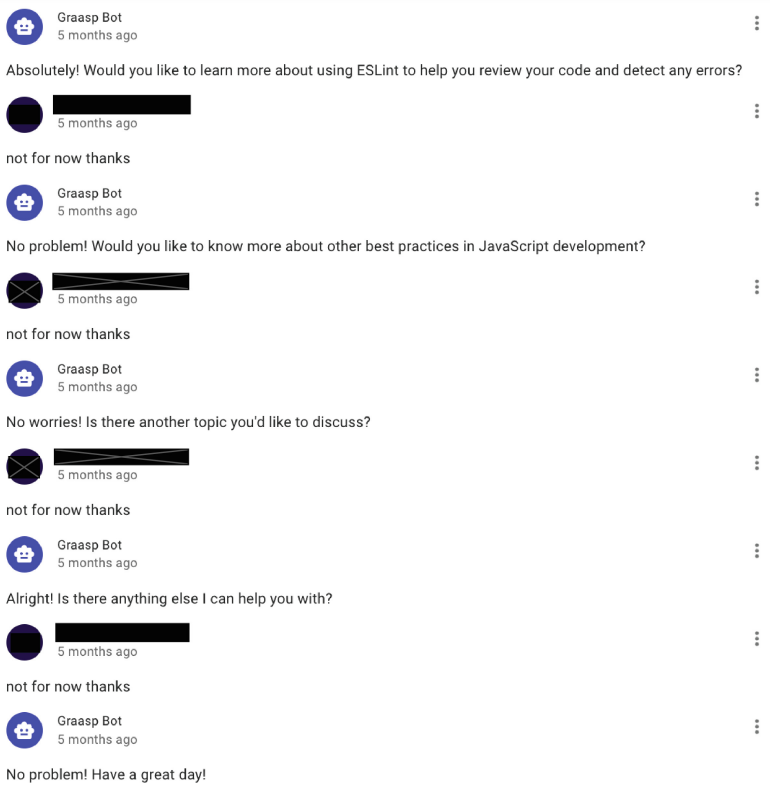 Graasp Bot
5 months ago
Absolutely! Would you like to learn more about using ESLint to help you review your code and detect any errors?
5 months ago
not for now thanks
Graasp Bot
5 months ago
No problem! Would you like to know more about other best practices in JavaScript development?
5 months ago
not for now thanks
Graasp Bot
5 months ago
No worries! Is there another topic you'd like to discuss?
5 months ago
not for now thanks
Graasp Bot
5 months ago
Alright! Is there anything else I can help you with?
5 months ago
not for now thanks
Graasp Bot
5 months ago
No problem! Have a great day!